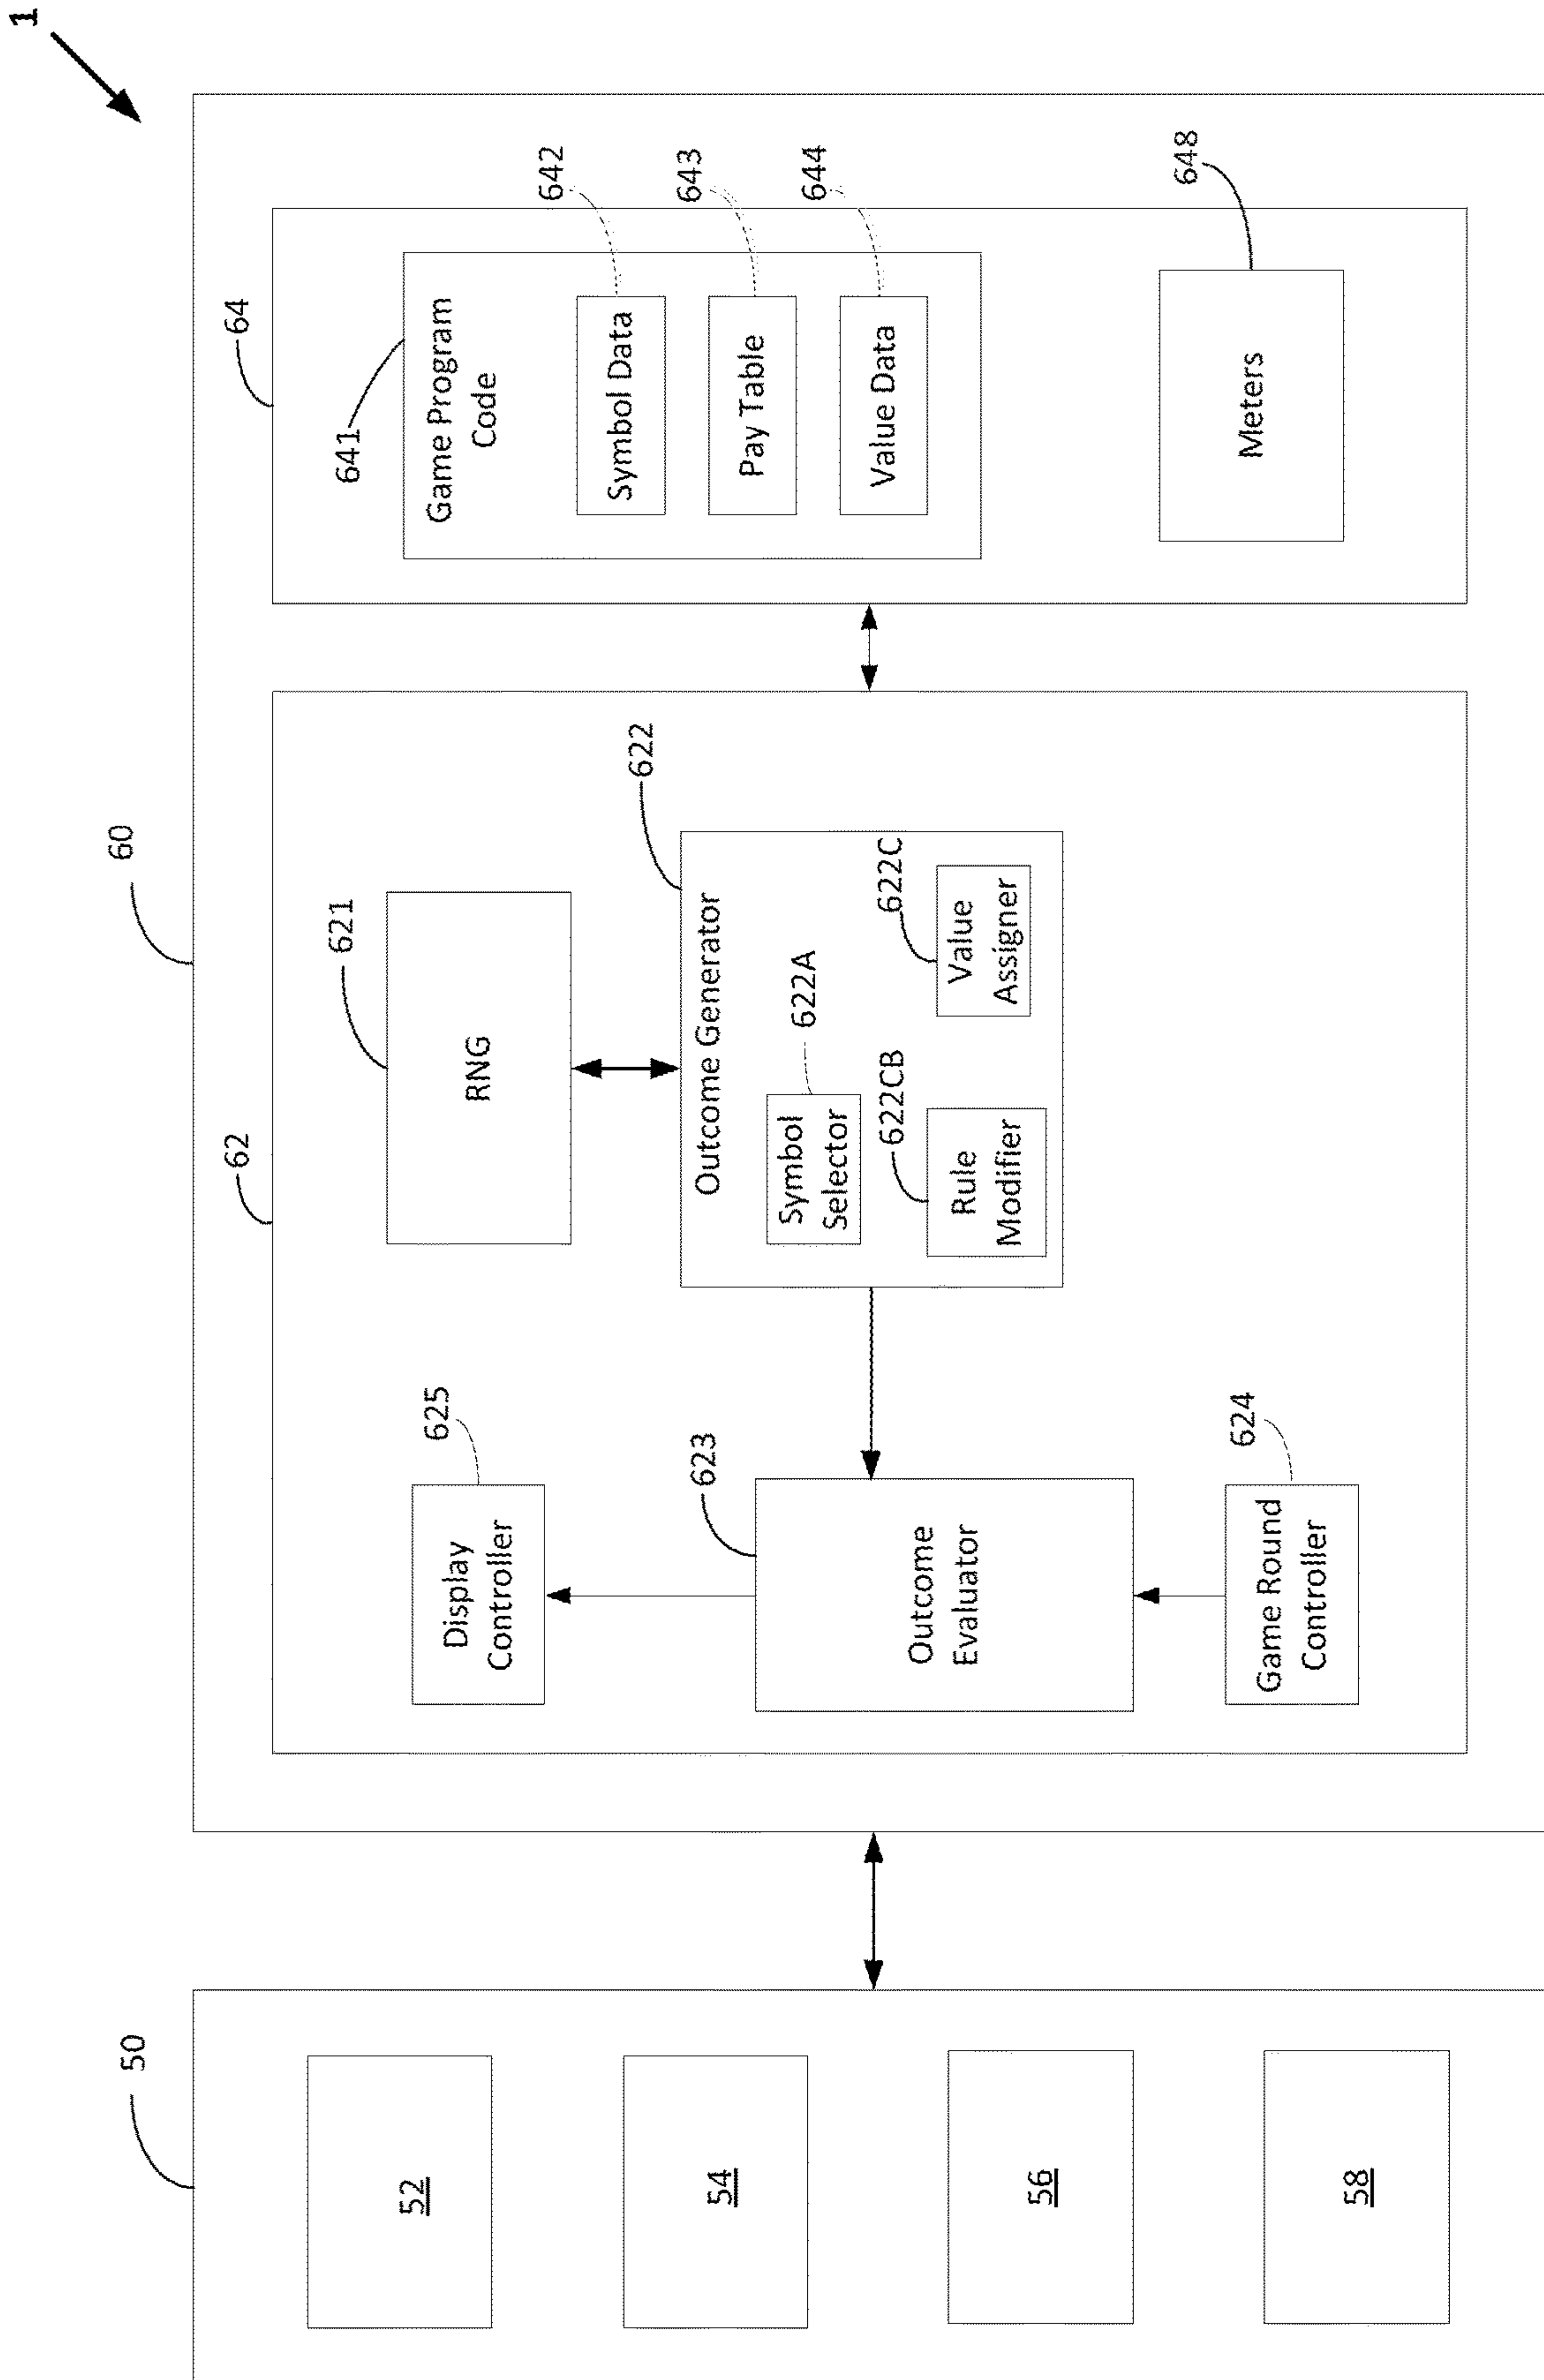 1
60
50
52
54
56
58
62
Display
Controller
625
RNG
621
Outcome
Evaluator
623
Outcome Generator
622
Symbol
Selector
622A
Rule
Modifier
622CB
Value
Assigner
622C
Game Round
Controller
624
64
Game Program
Code
641
Symbol Data
642
Pay Table
643
Value Data
644
Meters
648